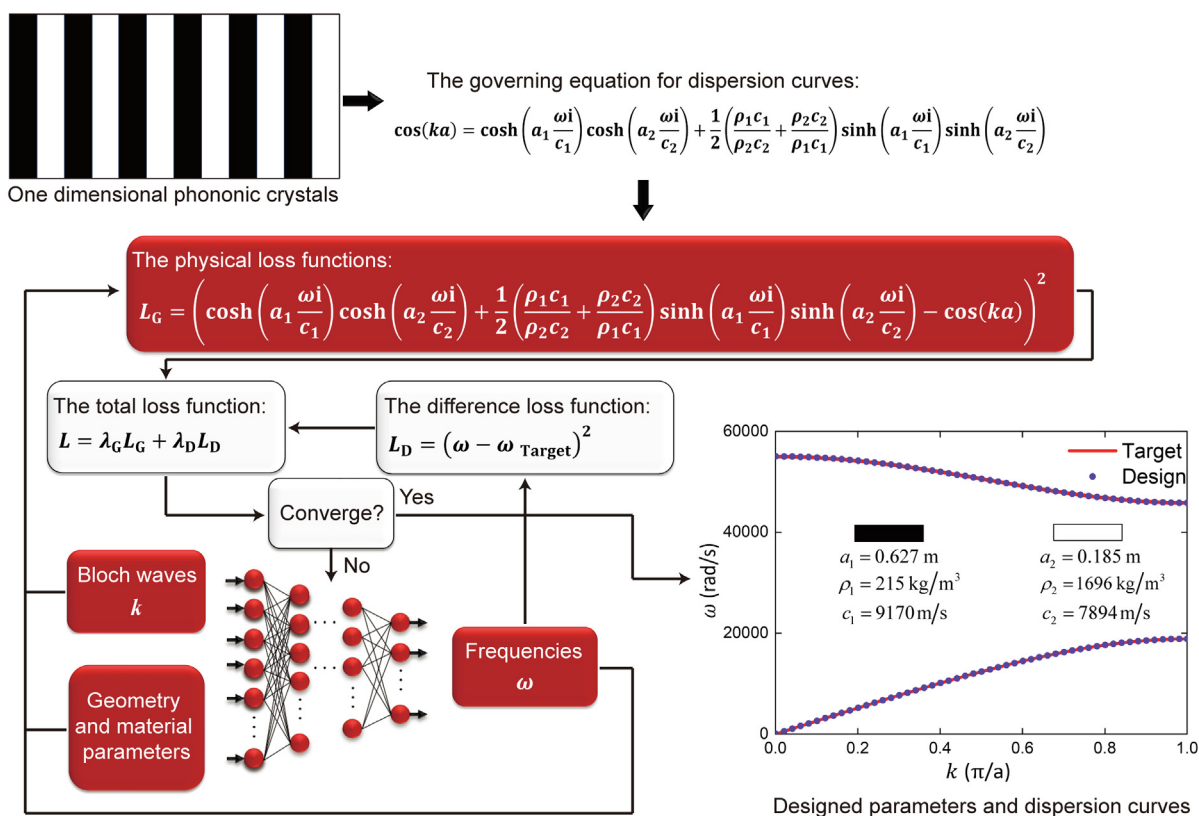 One dimensional phononic crystals
The governing equation for dispersion curves:
cos(ka) = cosh(a₁ ωi/c₁) cosh(a₂ ωi/c₂) + 1/2(ρ₁c₁/ρ₂c₂ + ρ₂c₂/ρ₁c₁) sinh(a₁ ωi/c₁) sinh(a₂ ωi/c₂)
The physical loss functions:
L_G = (cosh(a₁ ωi/c₁) cosh(a₂ ωi/c₂) + 1/2(ρ₁c₁/ρ₂c₂ + ρ₂c₂/ρ₁c₁) sinh(a₁ ωi/c₁) sinh(a₂ ωi/c₂) − cos(ka))²
The total loss function:
L = λ_G L_G + λ_D L_D
The difference loss function:
L_D = (ω − ω Target)²
Converge?
Yes
No
Bloch waves
k
Geometry
and material
parameters
Frequencies
ω
60000
40000
20000
0
ω (rad/s)
Target
Design
a₁ = 0.627 m
ρ₁ = 215 kg/m³
c₁ = 9170 m/s
a₂ = 0.185 m
ρ₂ = 1696 kg/m³
c₂ = 7894 m/s
0.0 0.2 0.4 0.6 0.8 1.0
k (π/a)
Designed parameters and dispersion curves